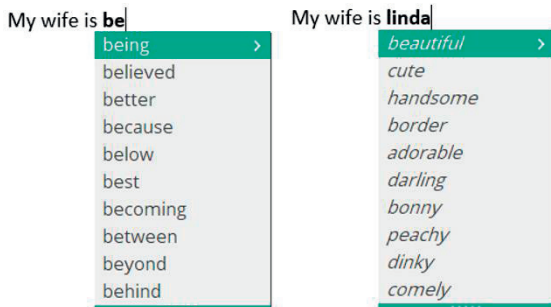 My wife is be
being
believed
better
because
below
best
becoming
between
beyond
behind
My wife is linda
beautiful
cute
handsome
border
adorable
darling
bonny
peachy
dinky
comely